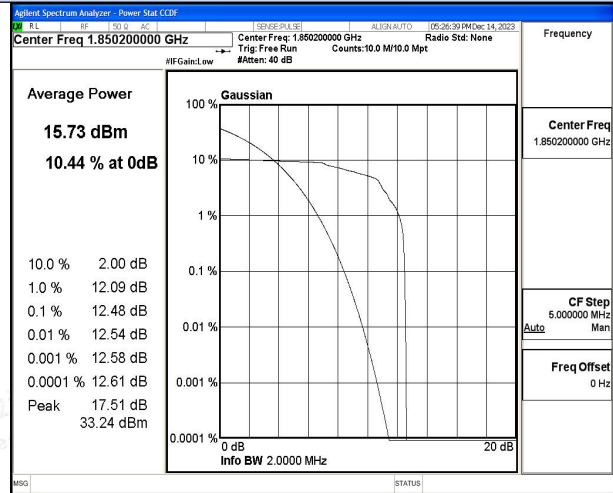 Agilent Spectrum Analyzer - Power Stat CCDF
RL RF 50 Ω AC SENSE:PULSE ALIGN AUTO 05:26:39 PM Dec 14, 2023
Center Freq 1.850200000 GHz
Center Freq: 1.850200000 GHz Radio Std: None
Trig: Free Run Counts:10.0 M/10.0 Mpt
#IFGain:Low #Atten: 40 dB
Frequency
Average Power
15.73 dBm
10.44 % at 0dB
10.0 % 2.00 dB
1.0 % 12.09 dB
0.1 % 12.48 dB
0.01 % 12.54 dB
0.001 % 12.58 dB
0.0001 % 12.61 dB
Peak 17.51 dB
33.24 dBm
Gaussian
100 %
10 %
1 %
0.1 %
0.01 %
0.001 %
0.0001 %
0 dB 20 dB
Info BW 2.0000 MHz
Center Freq
1.850200000 GHz
CF Step
5.000000 MHz
Auto Man
Freq Offset
0 Hz
MSG STATUS